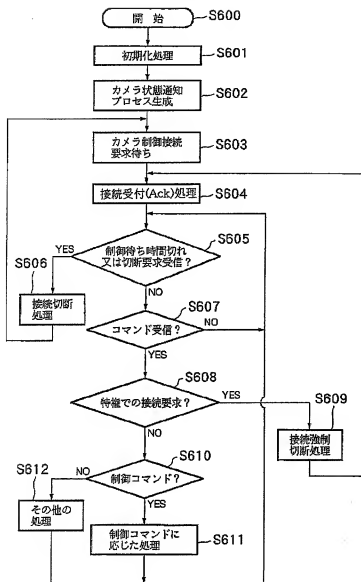 開 始
S600
初期化処理
S601
カメラ状態通知
プロセス生成
S602
カメラ制御接続
要求待ち
S603
接続受付(Ack)処理
S604
制御待ち時間切れ
又は切断要求受信？
S605
YES
NO
接続切断
処理
S606
コマンド受信？
S607
NO
YES
特権での接続要求？
S608
YES
NO
接続強制
切断処理
S609
制御コマンド？
S610
NO
YES
その他の
処理
S612
制御コマンドに
応じた処理
S611